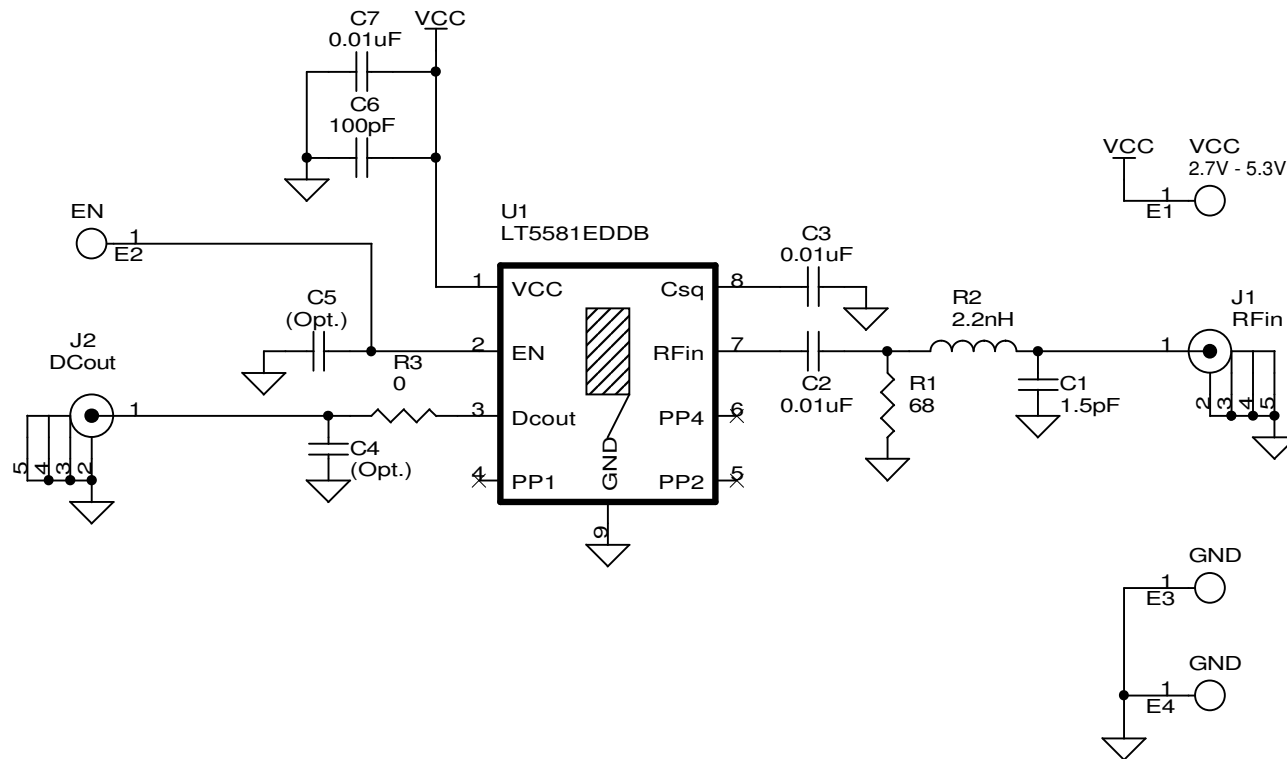 C7
0.01uF
VCC
C6
100pF
VCC
VCC
2.7V - 5.3V
1
E1
EN
1
E2
U1
LT5581EDDB
C3
0.01uF
1
VCC
Csq
8
C5
(Opt.)
R2
2.2nH
J1
RFin
J2
DCout
2
EN
RFin
7
1
R3
0
C2
0.01uF
R1
68
C1
1.5pF
2
3
4
5
1
3
Dcout
PP4
6
C4
(Opt.)
5
4
3
2
4
PP1
GND
PP2
5
9
GND
1
E3
GND
1
E4